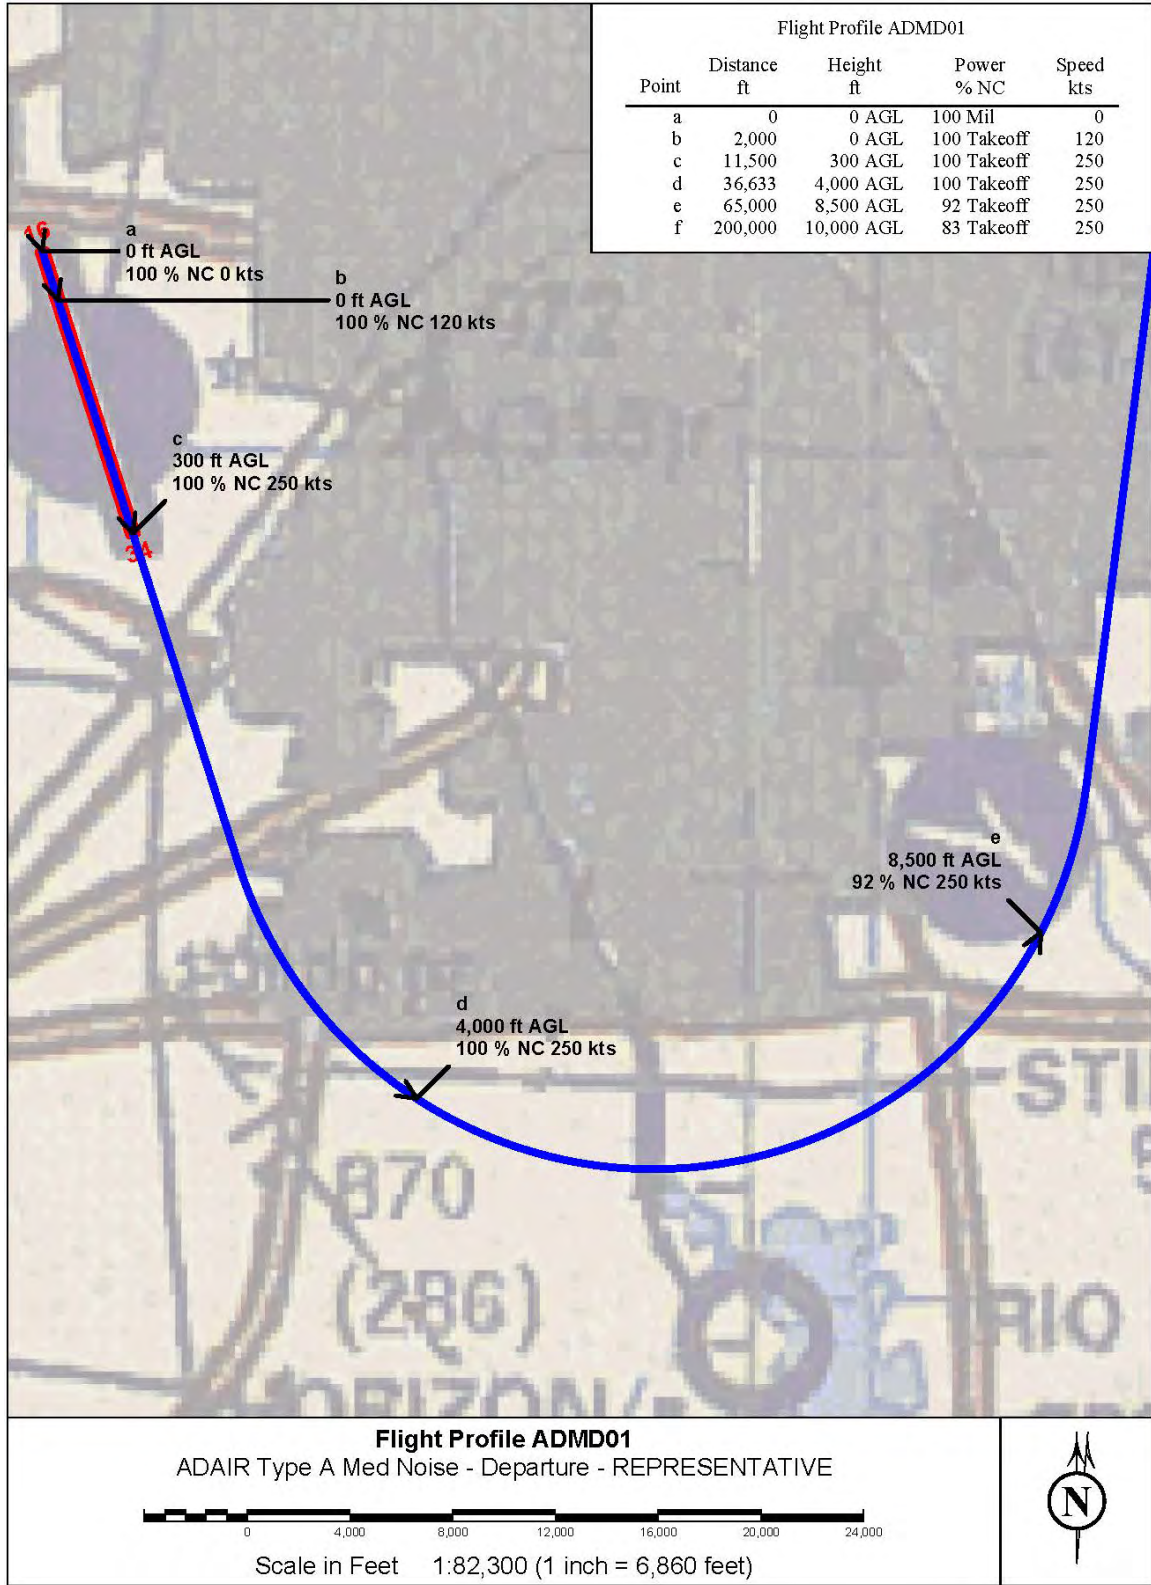 Flight Profile ADMD01
Point Distance ft Height ft Power % NC Speed kts
a 0 0 AGL 100 Mil 0
b 2,000 0 AGL 100 Takeoff 120
c 11,500 300 AGL 100 Takeoff 250
d 36,633 4,000 AGL 100 Takeoff 250
e 65,000 8,500 AGL 92 Takeoff 250
f 200,000 10,000 AGL 83 Takeoff 250
16
a
0 ft AGL
100 % NC 0 kts
b
0 ft AGL
100 % NC 120 kts
c
300 ft AGL
100 % NC 250 kts
34
e
8,500 ft AGL
92 % NC 250 kts
d
4,000 ft AGL
100 % NC 250 kts
STI
870
(286)
RIO
ORIZON
Flight Profile ADMD01
ADAIR Type A Med Noise - Departure - REPRESENTATIVE
0 4,000 8,000 12,000 16,000 20,000 24,000
Scale in Feet 1:82,300 (1 inch = 6,860 feet)
N